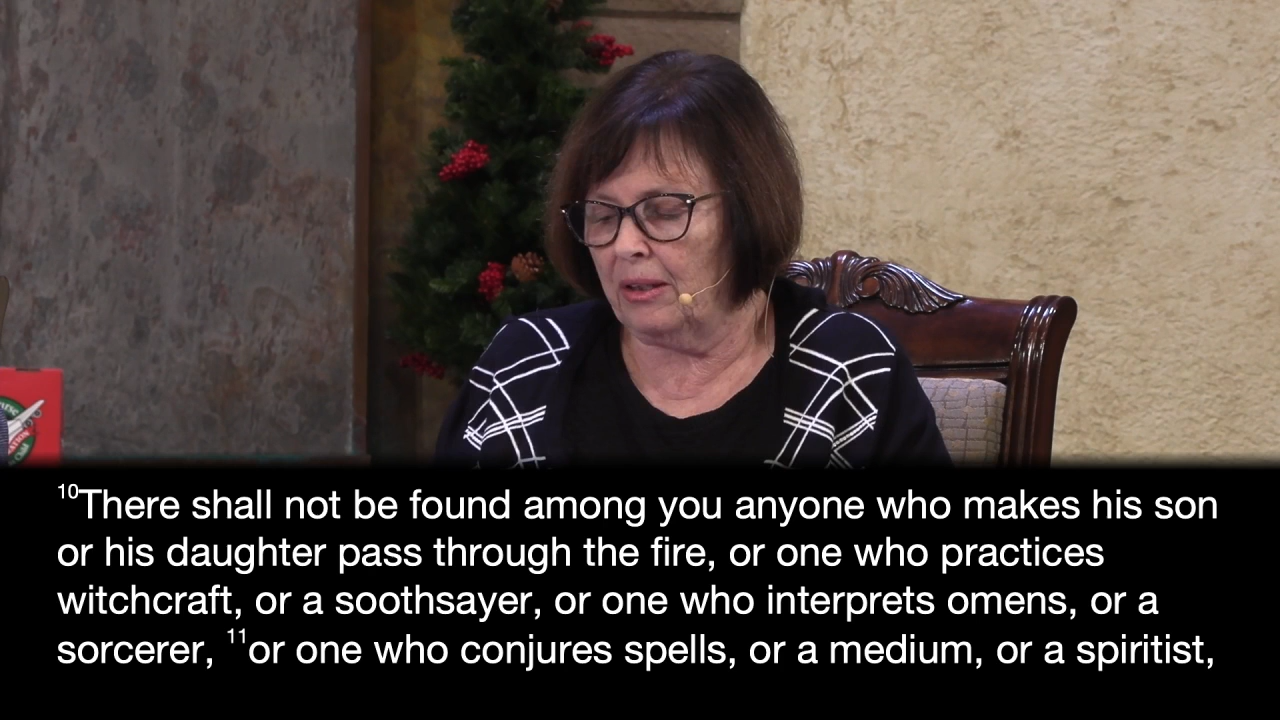 ¹⁰There shall not be found among you anyone who makes his son
or his daughter pass through the fire, or one who practices
witchcraft, or a soothsayer, or one who interprets omens, or a
sorcerer, ¹¹or one who conjures spells, or a medium, or a spiritist,